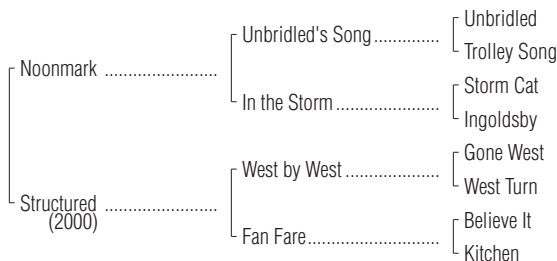 Unbridled
Unbridled's Song ..............
Trolley Song
Noonmark ........................
Storm Cat
In the Storm ......................
Ingoldsby
Gone West
West by West ....................
West Turn
Structured ........................
(2000)
Believe It
Fan Fare............................
Kitchen